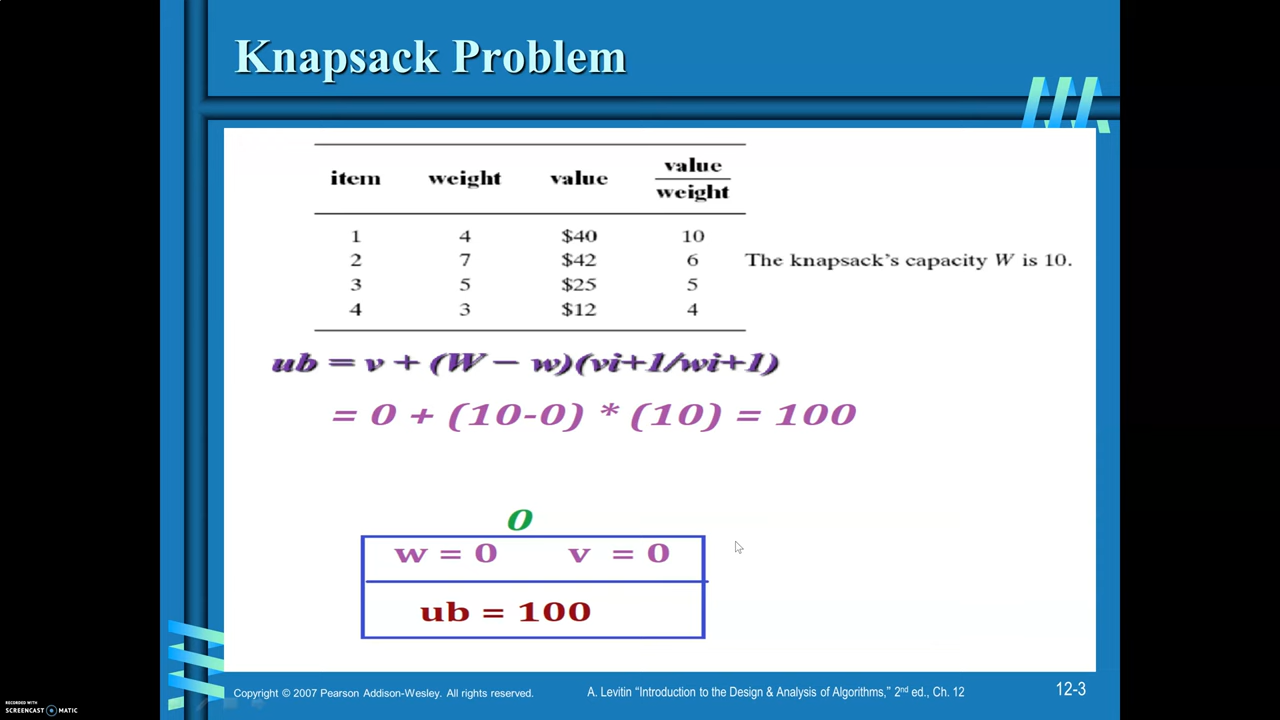 Knapsack Problem
item weight value value/weight
1 4 $40 10
2 7 $42 6
The knapsack's capacity W is 10.
3 5 $25 5
4 3 $12 4
ub = v + (W – w)(vi+1/wi+1)
= 0 + (10-0) * (10) = 100
0
w = 0 v = 0
ub = 100
Copyright © 2007 Pearson Addison-Wesley. All rights reserved.
A. Levitin "Introduction to the Design & Analysis of Algorithms," 2nd ed., Ch. 12
12-3
RECORDED WITH
SCREENCAST MATIC